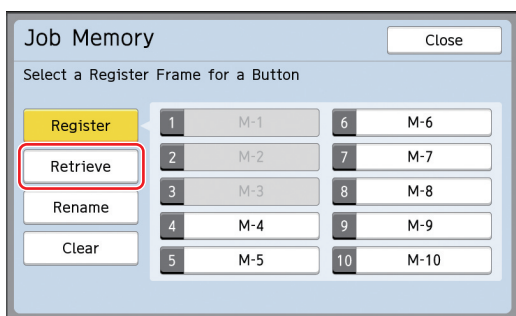 Job Memory
Close
Select a Register Frame for a Button
Register
Retrieve
Rename
Clear
1 M-1
2 M-2
3 M-3
4 M-4
5 M-5
6 M-6
7 M-7
8 M-8
9 M-9
10 M-10